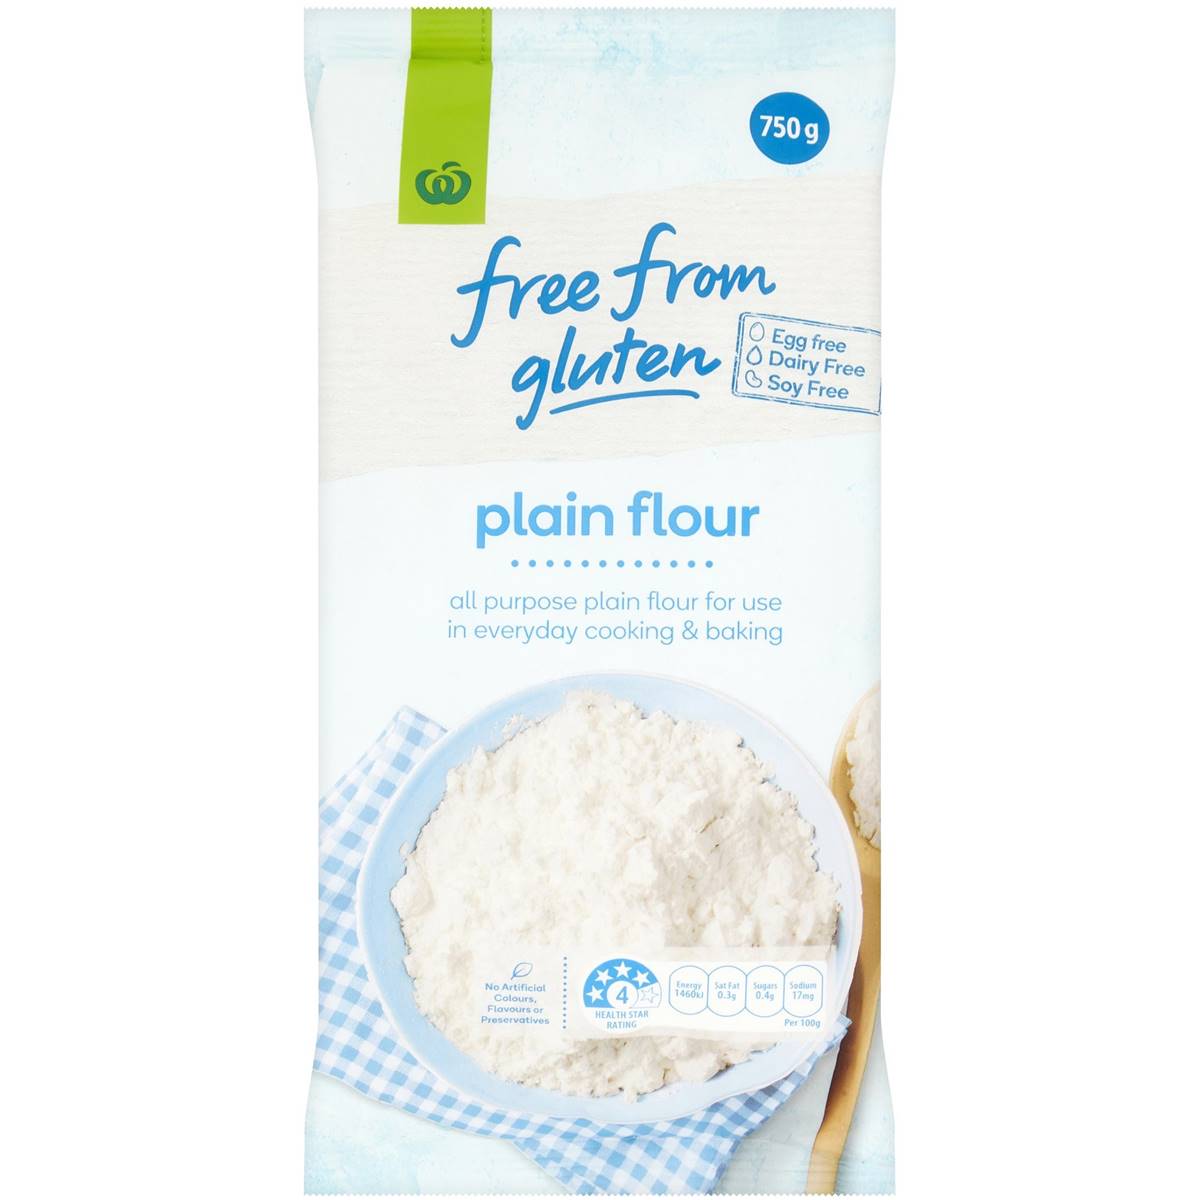 750g
free from
gluten
Egg free
Dairy Free
Soy Free
plain flour
all purpose plain flour for use
in everyday cooking & baking
No Artificial
Colours,
Flavours or
Preservatives
4
HEALTH STAR
RATING
Energy
1460kJ
Sat Fat
0.3g
Sugars
0.4g
Sodium
17mg
Per 100g